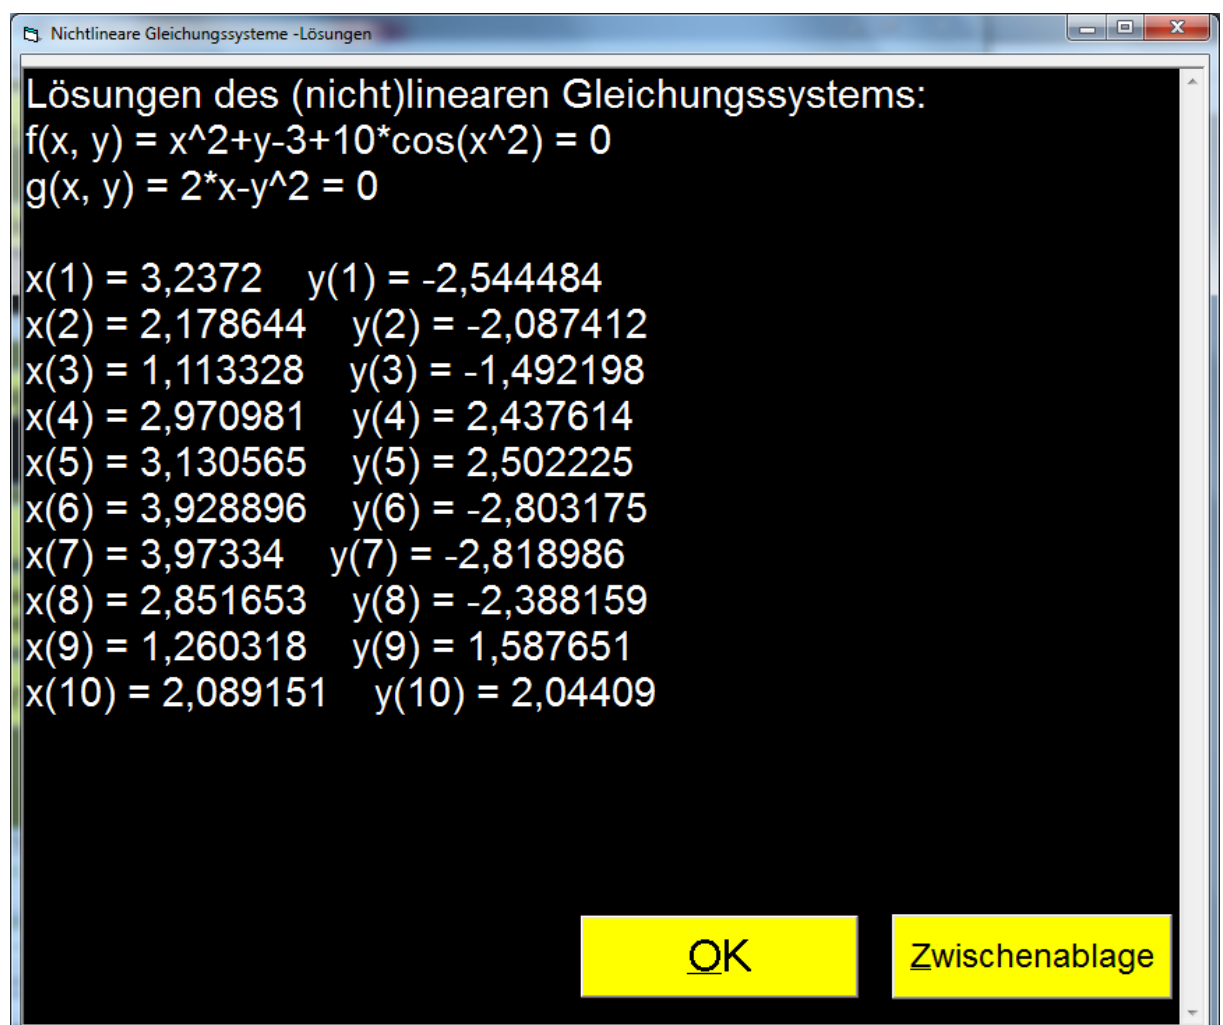 Nichtlineare Gleichungssysteme -Lösungen
Lösungen des (nicht)linearen Gleichungssystems:
f(x, y) = x^2+y-3+10*cos(x^2) = 0
g(x, y) = 2*x-y^2 = 0
x(1) = 3,2372 y(1) = -2,544484
x(2) = 2,178644 y(2) = -2,087412
x(3) = 1,113328 y(3) = -1,492198
x(4) = 2,970981 y(4) = 2,437614
x(5) = 3,130565 y(5) = 2,502225
x(6) = 3,928896 y(6) = -2,803175
x(7) = 3,97334 y(7) = -2,818986
x(8) = 2,851653 y(8) = -2,388159
x(9) = 1,260318 y(9) = 1,587651
x(10) = 2,089151 y(10) = 2,04409
OK
Zwischenablage